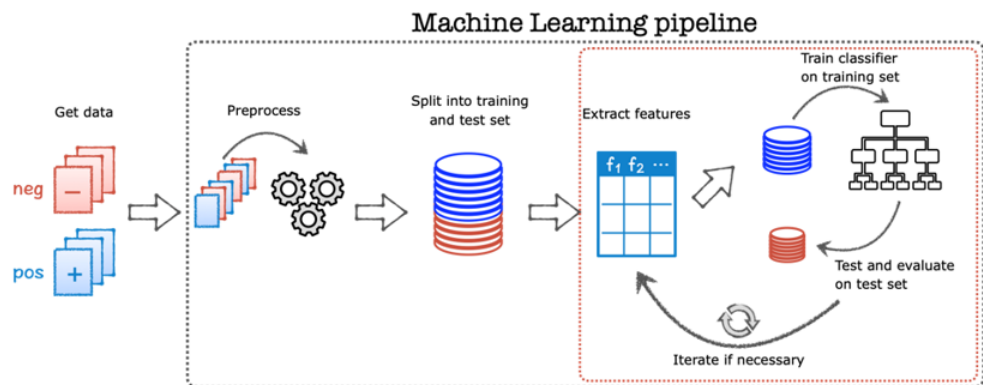 Machine Learning pipeline
Get data
neg
−
pos
+
Preprocess
Split into training
and test set
Extract features
f1 f2 ...
Train classifier
on training set
Test and evaluate
on test set
Iterate if necessary